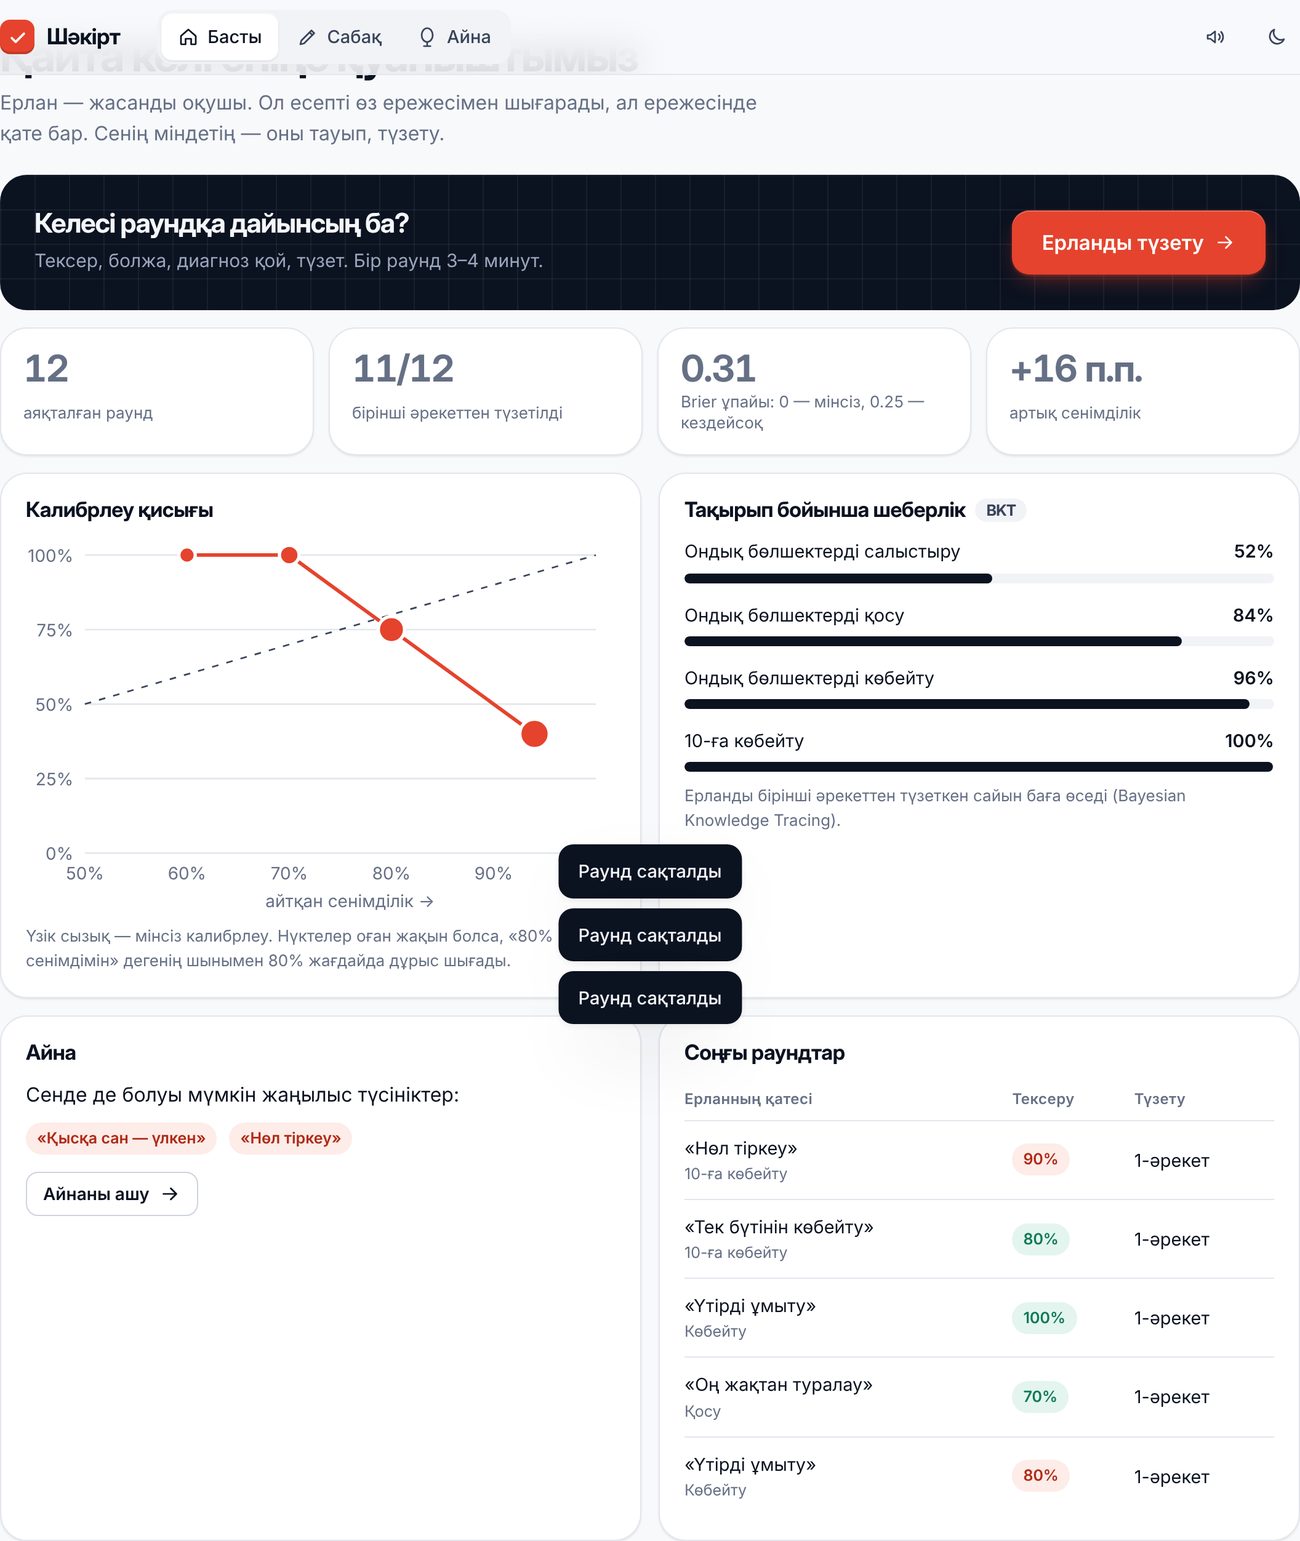 Шәкірт
Басты
Сабақ
Айна
Қайта келгеніңе қуаныштымыз
Ерлан — жасанды оқушы. Ол есепті өз ережесімен шығарады, ал ережесінде
қате бар. Сенің міндетің — оны тауып, түзету.
Келесі раундқа дайынсың ба?
Тексер, болжа, диагноз қой, түзет. Бір раунд 3–4 минут.
Ерланды түзету →
12
аяқталған раунд
11/12
бірінші әрекеттен түзетілді
0.31
Brier ұпайы: 0 — мінсіз, 0.25 —
кездейсоқ
+16 п.п.
артық сенімділік
Калибрлеу қисығы
100%
75%
50%
25%
0%
50%
60%
70%
80%
90%
айтқан сенімділік →
Үзік сызық — мінсіз калибрлеу. Нүктелер оған жақын болса, «80%
сенімдімін» дегенің шынымен 80% жағдайда дұрыс шығады.
Тақырып бойынша шеберлік BKT
Ондық бөлшектерді салыстыру 52%
Ондық бөлшектерді қосу 84%
Ондық бөлшектерді көбейту 96%
10-ға көбейту 100%
Ерланды бірінші әрекеттен түзеткен сайын баға өседі (Bayesian
Knowledge Tracing).
Раунд сақталды
Раунд сақталды
Раунд сақталды
Айна
Сенде де болуы мүмкін жаңылыс түсініктер:
«Қысқа сан — үлкен» «Нөл тіркеу»
Айнаны ашу →
Соңғы раундтар
Ерланның қатесі Тексеру Түзету
«Нөл тіркеу»
10-ға көбейту
90% 1-әрекет
«Тек бүтінін көбейту»
10-ға көбейту
80% 1-әрекет
«Үтірді ұмыту»
Көбейту
100% 1-әрекет
«Оң жақтан туралау»
Қосу
70% 1-әрекет
«Үтірді ұмыту»
Көбейту
80% 1-әрекет